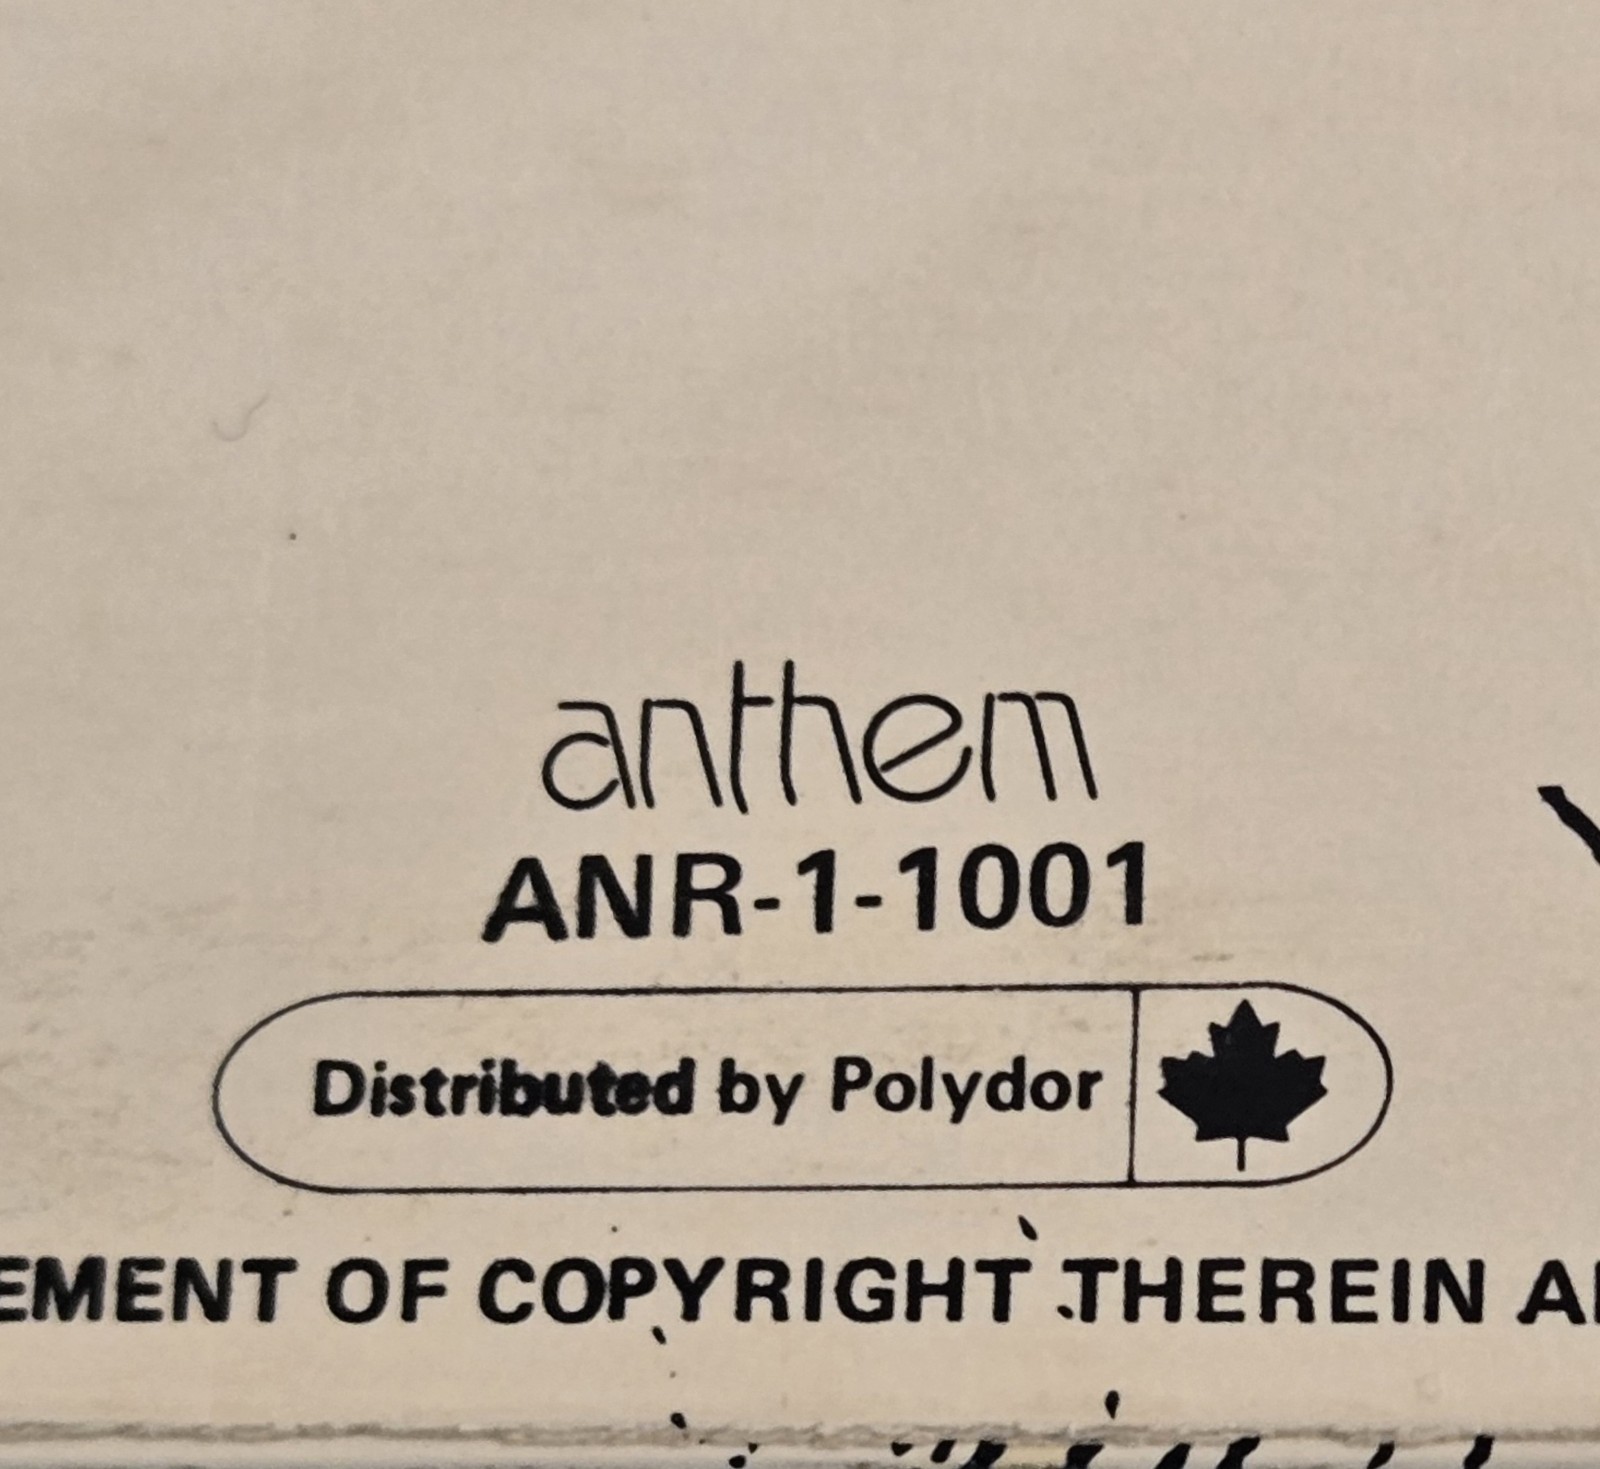 anthem
ANR-1-1001
Distributed by Polydor
EMENT OF COPYRIGHT THEREIN